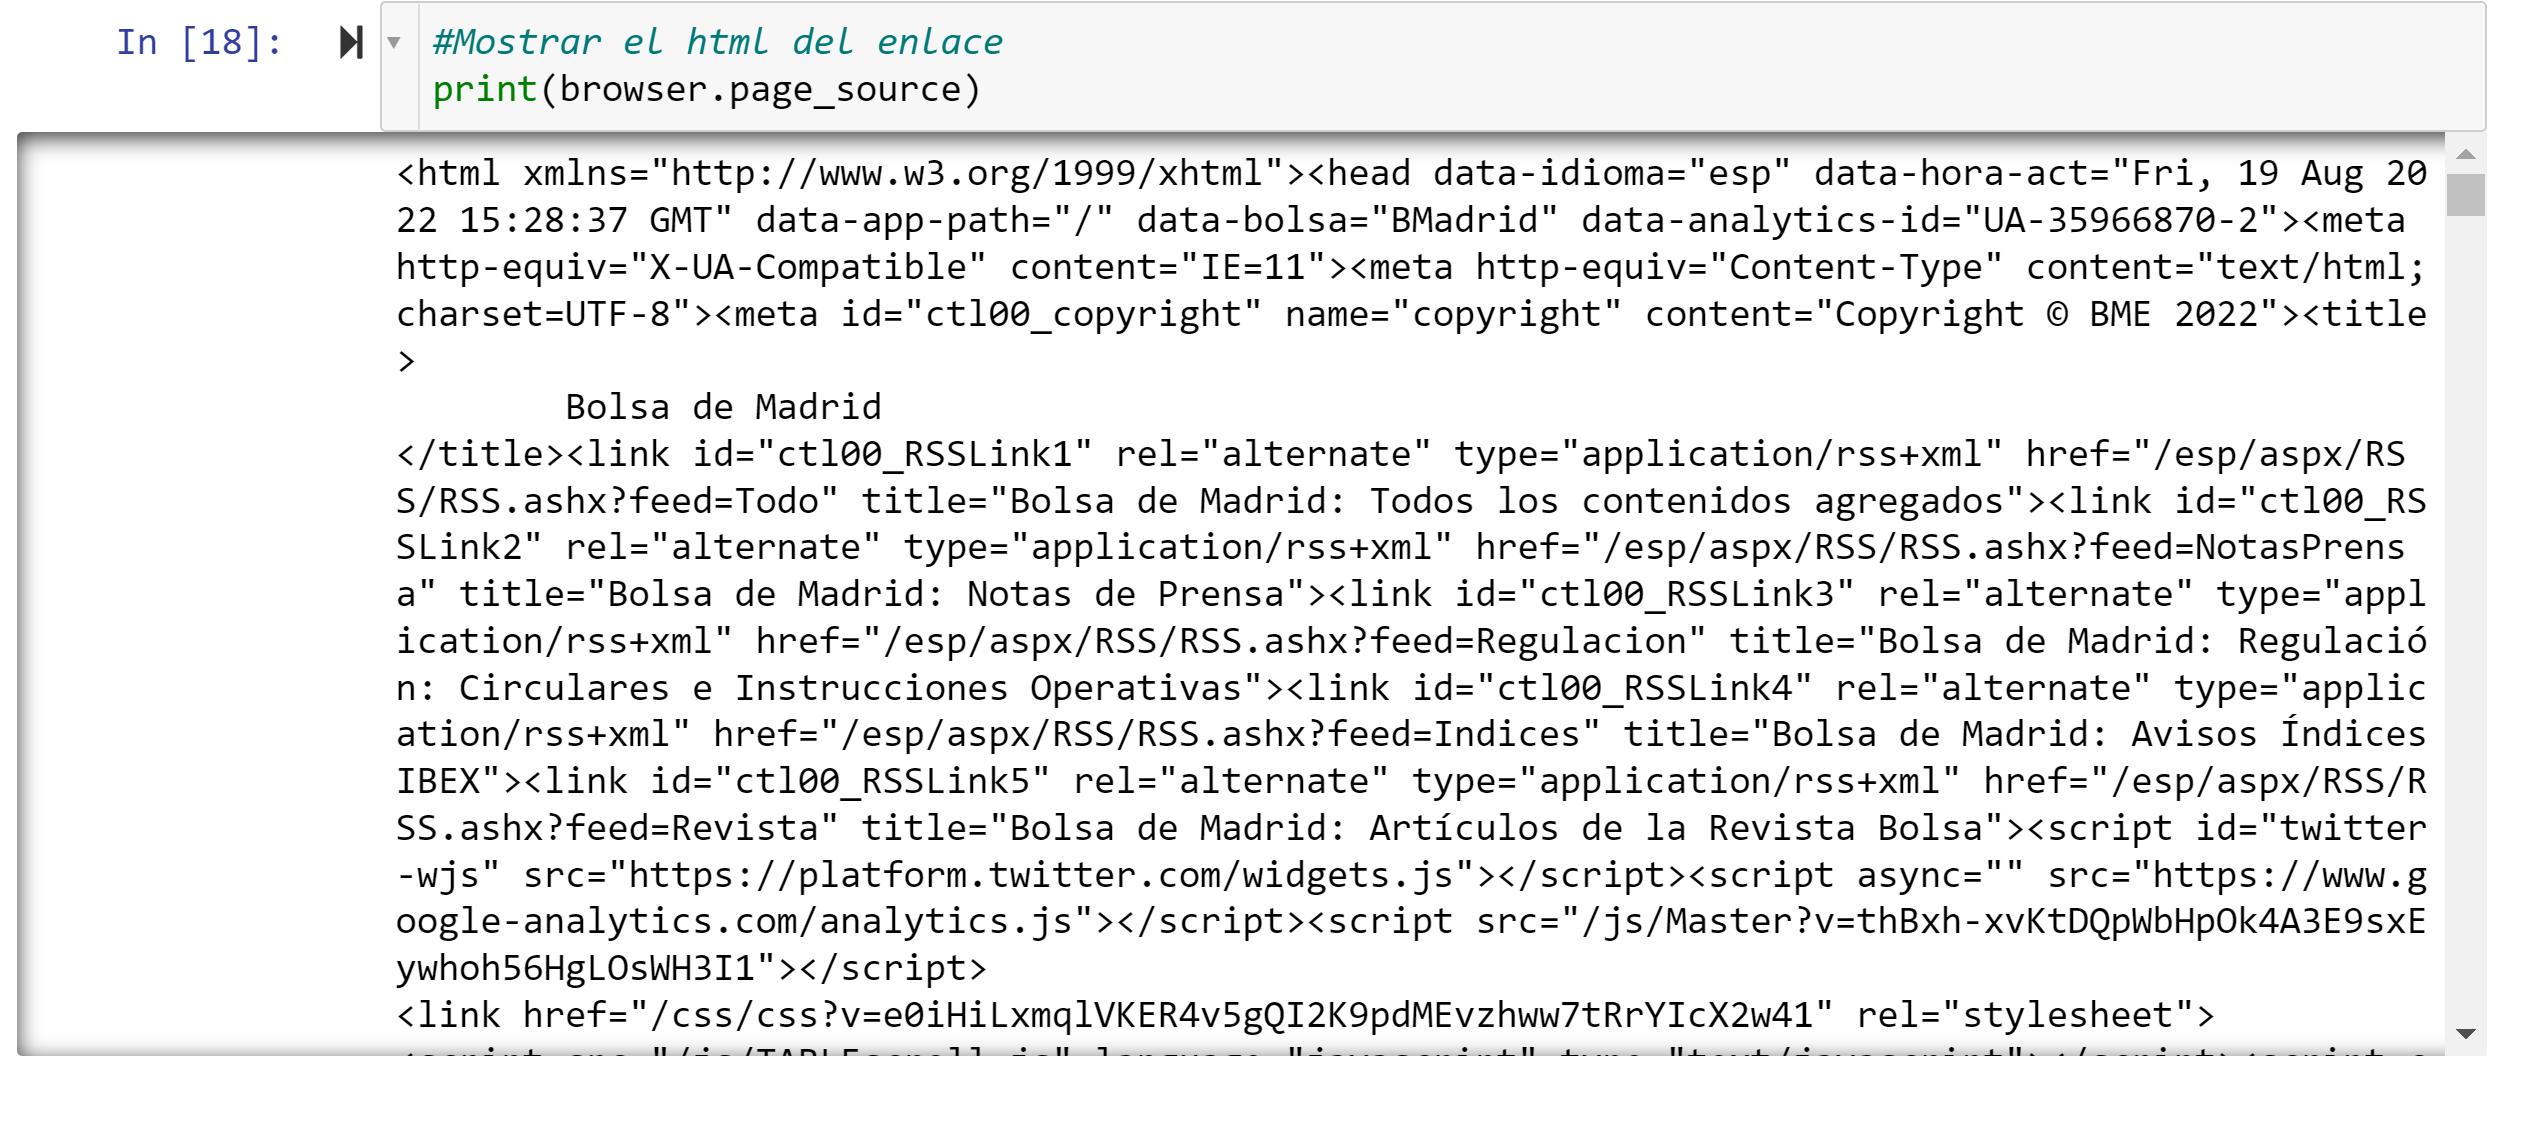 In [18]:
#Mostrar el html del enlace
print(browser.page_source)
<html xmlns="http://www.w3.org/1999/xhtml"><head data-idioma="esp" data-hora-act="Fri, 19 Aug 20
22 15:28:37 GMT" data-app-path="/" data-bolsa="BMadrid" data-analytics-id="UA-35966870-2"><meta
http-equiv="X-UA-Compatible" content="IE=11"><meta http-equiv="Content-Type" content="text/html;
charset=UTF-8"><meta id="ctl00_copyright" name="copyright" content="Copyright © BME 2022"><title
>
Bolsa de Madrid
</title><link id="ctl00_RSSLink1" rel="alternate" type="application/rss+xml" href="/esp/aspx/RS
S/RSS.ashx?feed=Todo" title="Bolsa de Madrid: Todos los contenidos agregados"><link id="ctl00_RS
SLink2" rel="alternate" type="application/rss+xml" href="/esp/aspx/RSS/RSS.ashx?feed=NotasPrens
a" title="Bolsa de Madrid: Notas de Prensa"><link id="ctl00_RSSLink3" rel="alternate" type="appl
ication/rss+xml" href="/esp/aspx/RSS/RSS.ashx?feed=Regulacion" title="Bolsa de Madrid: Regulació
n: Circulares e Instrucciones Operativas"><link id="ctl00_RSSLink4" rel="alternate" type="applic
ation/rss+xml" href="/esp/aspx/RSS/RSS.ashx?feed=Indices" title="Bolsa de Madrid: Avisos Índices
IBEX"><link id="ctl00_RSSLink5" rel="alternate" type="application/rss+xml" href="/esp/aspx/RSS/R
SS.ashx?feed=Revista" title="Bolsa de Madrid: Artículos de la Revista Bolsa"><script id="twitter
-wjs" src="https://platform.twitter.com/widgets.js"></script><script async="" src="https://www.g
oogle-analytics.com/analytics.js"></script><script src="/js/Master?v=thBxh-xvKtDQpWbHpOk4A3E9sxE
ywhoh56HgLOsWH3I1"></script>
<link href="/css/css?v=e0iHiLxmqlVKER4v5gQI2K9pdMEvzhww7tRrYIcX2w41" rel="stylesheet">
<script src="/js/TABLEscroll.js" language="javascript" type="text/javascript"></script><script